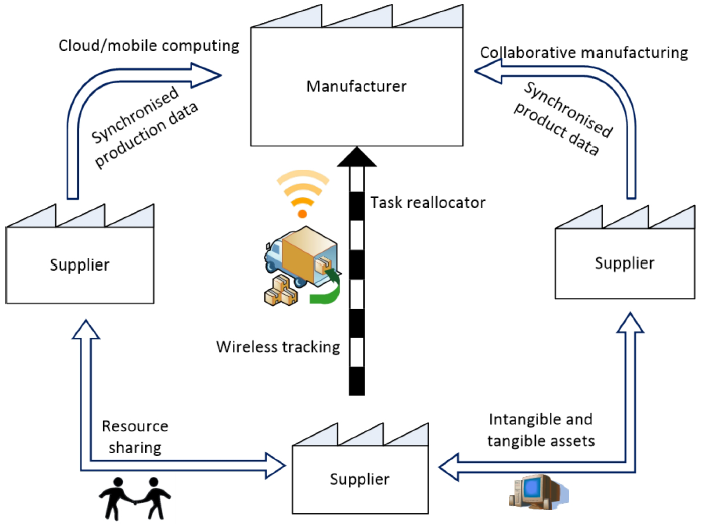 Cloud/mobile computing
Synchronised
production data
Manufacturer
Collaborative manufacturing
Synchronised
product data
Task reallocator
Supplier
Supplier
Wireless tracking
Resource
sharing
Supplier
Intangible and
tangible assets